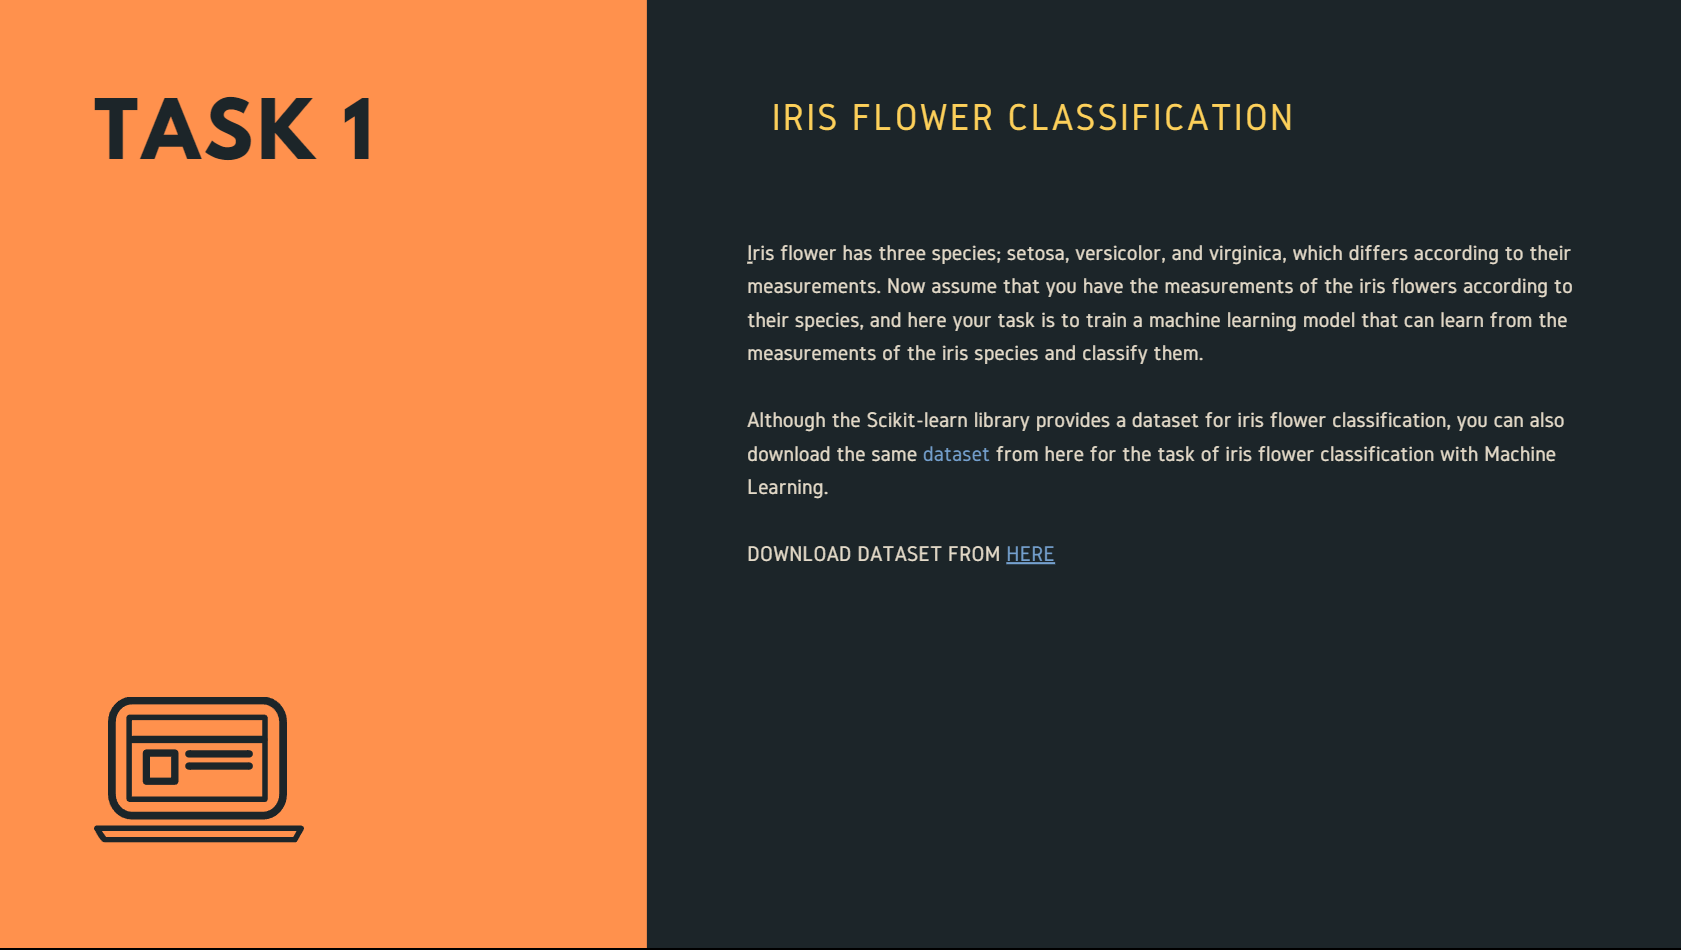 TASK 1
IRIS FLOWER CLASSIFICATION
Iris flower has three species; setosa, versicolor, and virginica, which differs according to their
measurements. Now assume that you have the measurements of the iris flowers according to
their species, and here your task is to train a machine learning model that can learn from the
measurements of the iris species and classify them.
Although the Scikit-learn library provides a dataset for iris flower classification, you can also
download the same dataset from here for the task of iris flower classification with Machine
Learning.
DOWNLOAD DATASET FROM HERE